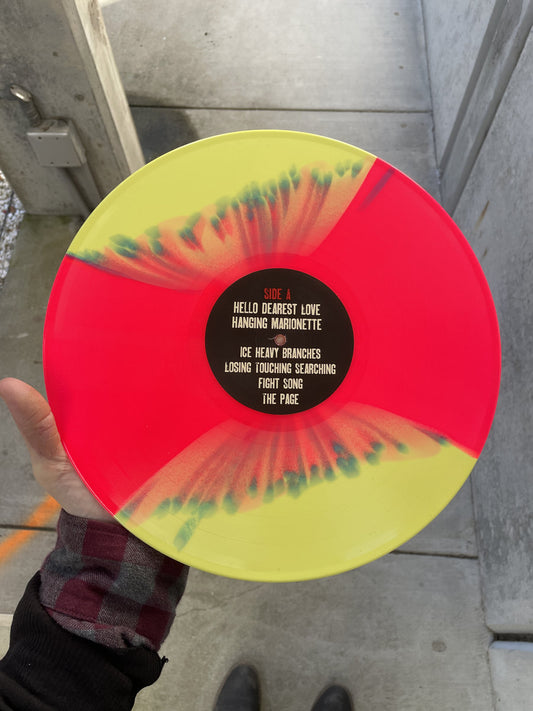 SIDE A
HELLO DEAREST LOVE
HANGING MARIONETTE
ICE HEAVY BRANCHES
LOSING TOUCHING SEARCHING
FIGHT SONG
THE PAGE